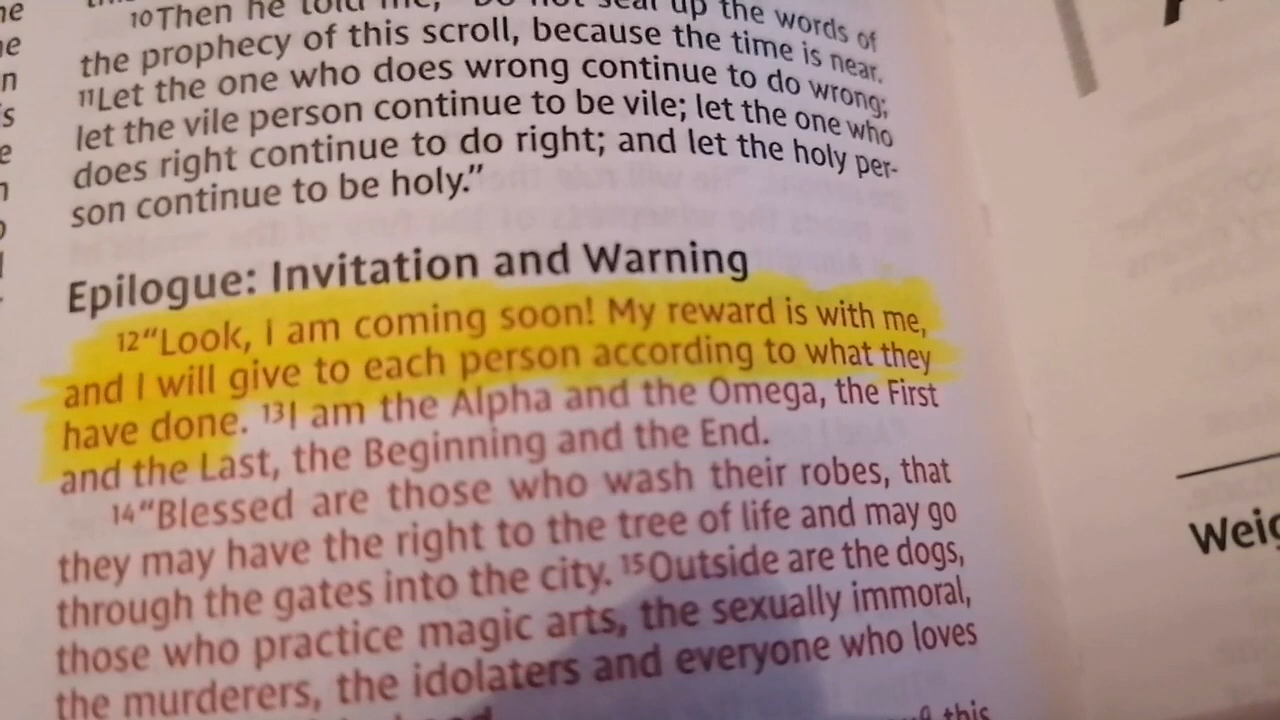 10Then he told me, "Do not seal up the words of
the prophecy of this scroll, because the time is near.
11Let the one who does wrong continue to do wrong;
let the vile person continue to be vile; let the one who
does right continue to do right; and let the holy per-
son continue to be holy."
Epilogue: Invitation and Warning
12"Look, I am coming soon! My reward is with me,
and I will give to each person according to what they
have done. 13I am the Alpha and the Omega, the First
and the Last, the Beginning and the End.
14"Blessed are those who wash their robes, that
they may have the right to the tree of life and may go
through the gates into the city. 15Outside are the dogs,
those who practice magic arts, the sexually immoral,
the murderers, the idolaters and everyone who loves
this
Weig